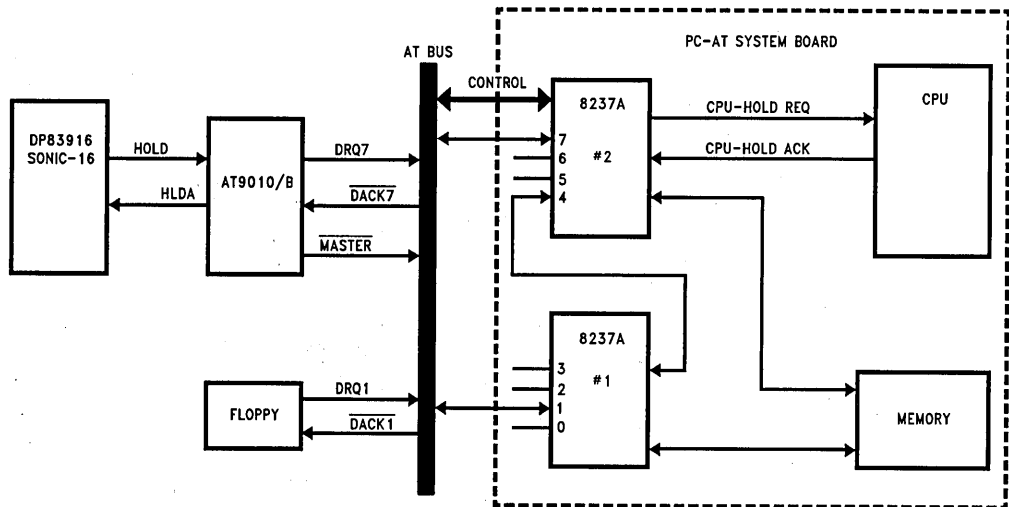 PC-AT SYSTEM BOARD
AT BUS
CONTROL
DP83916
SONIC-16
HOLD
HLDA
AT9010/B
DRQ7
DACK7
MASTER
8237A
#2
7
6
5
4
CPU-HOLD REQ
CPU-HOLD ACK
CPU
8237A
#1
3
2
1
0
FLOPPY
DRQ1
DACK1
MEMORY